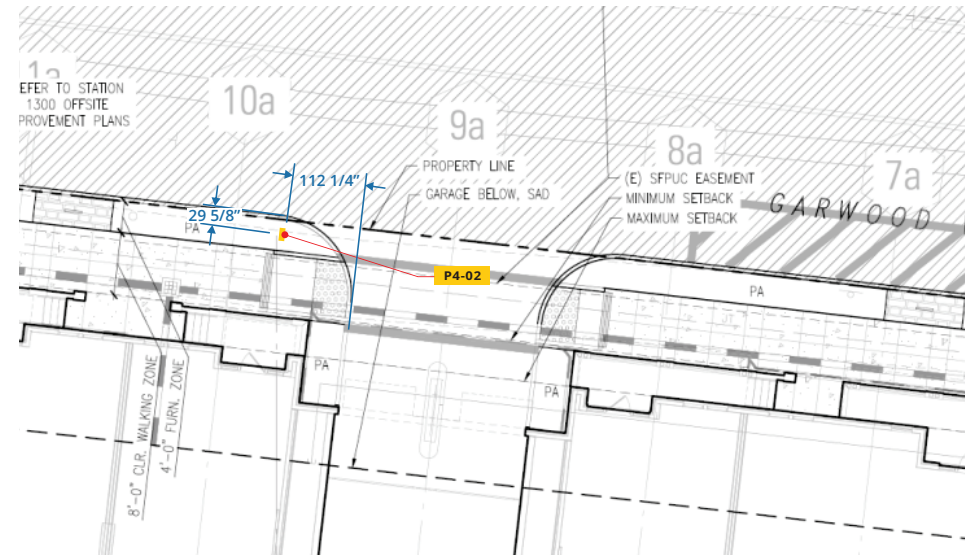 1a
EFER TO STATION
1300 OFFSITE
PROVEMENT PLANS
10a
9a
8a
7a
PROPERTY LINE
GARAGE BELOW, SAD
(E) SFPUC EASEMENT
MINIMUM SETBACK
MAXIMUM SETBACK
GARWOOD
112 1/4”
29 5/8”
PA
P4-02
PA
PA
PA
8'-0" CLR. WALKING ZONE
4'-0" FURN. ZONE